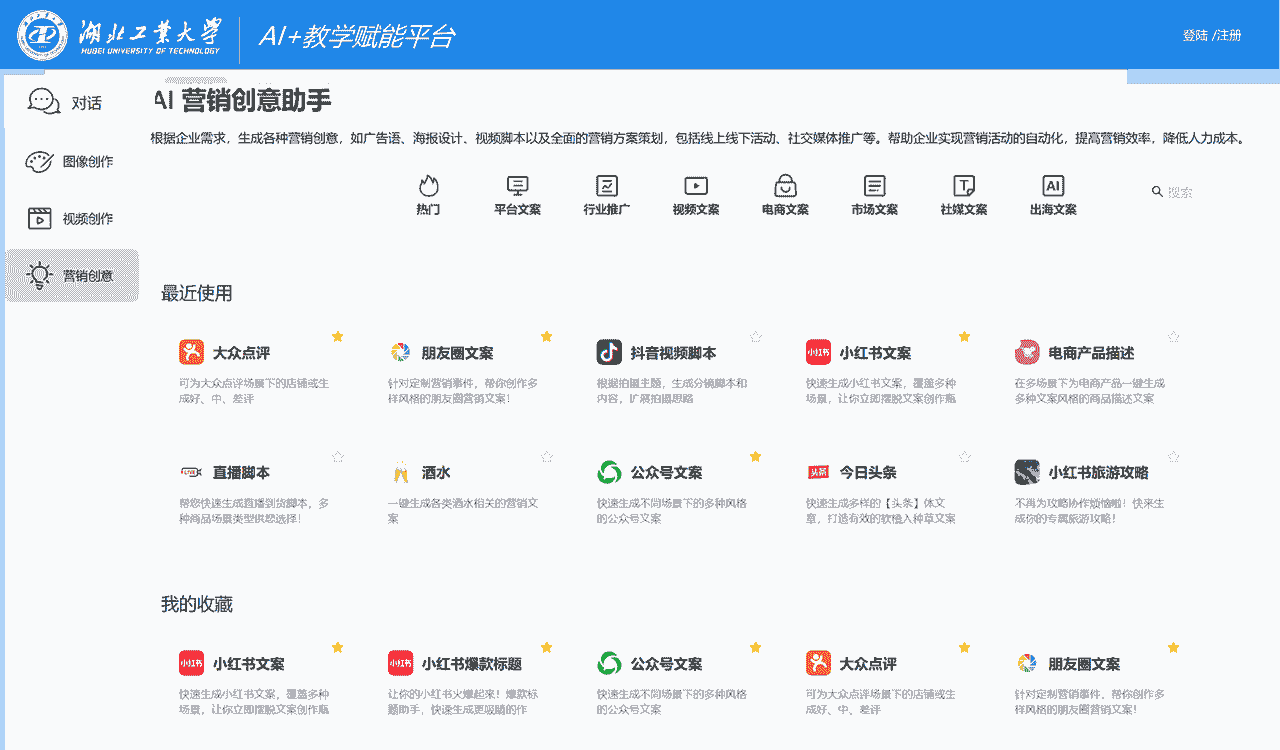 湖北工业大学
HUBEI UNIVERSITY OF TECHNOLOGY
AI+教学赋能平台
登陆 /注册
对话
图像创作
视频创作
营销创意
AI 营销创意助手
根据企业需求，生成各种营销创意，如广告语、海报设计、视频脚本以及全面的营销方案策划，包括线上线下活动、社交媒体推广等。帮助企业实现营销活动的自动化，提高营销效率，降低人力成本。
热门
平台文案
行业推广
视频文案
电商文案
市场文案
社媒文案
出海文案
搜索
最近使用
大众点评
可为大众点评场景下的店铺或生
成好、中、差评
朋友圈文案
针对定制营销事件，帮你创作多
样风格的朋友圈营销文案！
抖音视频脚本
根据拍摄主题，生成分镜脚本和
内容，扩展拍摄思路
小红书
小红书文案
快速生成小红书文案，覆盖多种
场景，让你立即摆脱文案创作瓶
电商产品描述
在多场景下为电商产品一键生成
多种文案风格的商品描述文案
直播脚本
帮您快速生成直播到货脚本，多
种商品场景类型供您选择！
酒水
一键生成各类酒水相关的营销文
案
公众号文案
快速生成不同场景下的多种风格
的公众号文案
头条
今日头条
快速生成多样的【头条】体文
章，打造有效的软植入种草文案
小红书旅游攻略
不再为攻略协作烦恼啦！快来生
成你的专属旅游攻略！
我的收藏
小红书
小红书文案
快速生成小红书文案，覆盖多种
场景，让你立即摆脱文案创作瓶
小红书
小红书爆款标题
让你的小红书火爆起来！爆款标
题助手，快速生成更吸睛的作
公众号文案
快速生成不同场景下的多种风格
的公众号文案
大众点评
可为大众点评场景下的店铺或生
成好、中、差评
朋友圈文案
针对定制营销事件，帮你创作多
样风格的朋友圈营销文案！